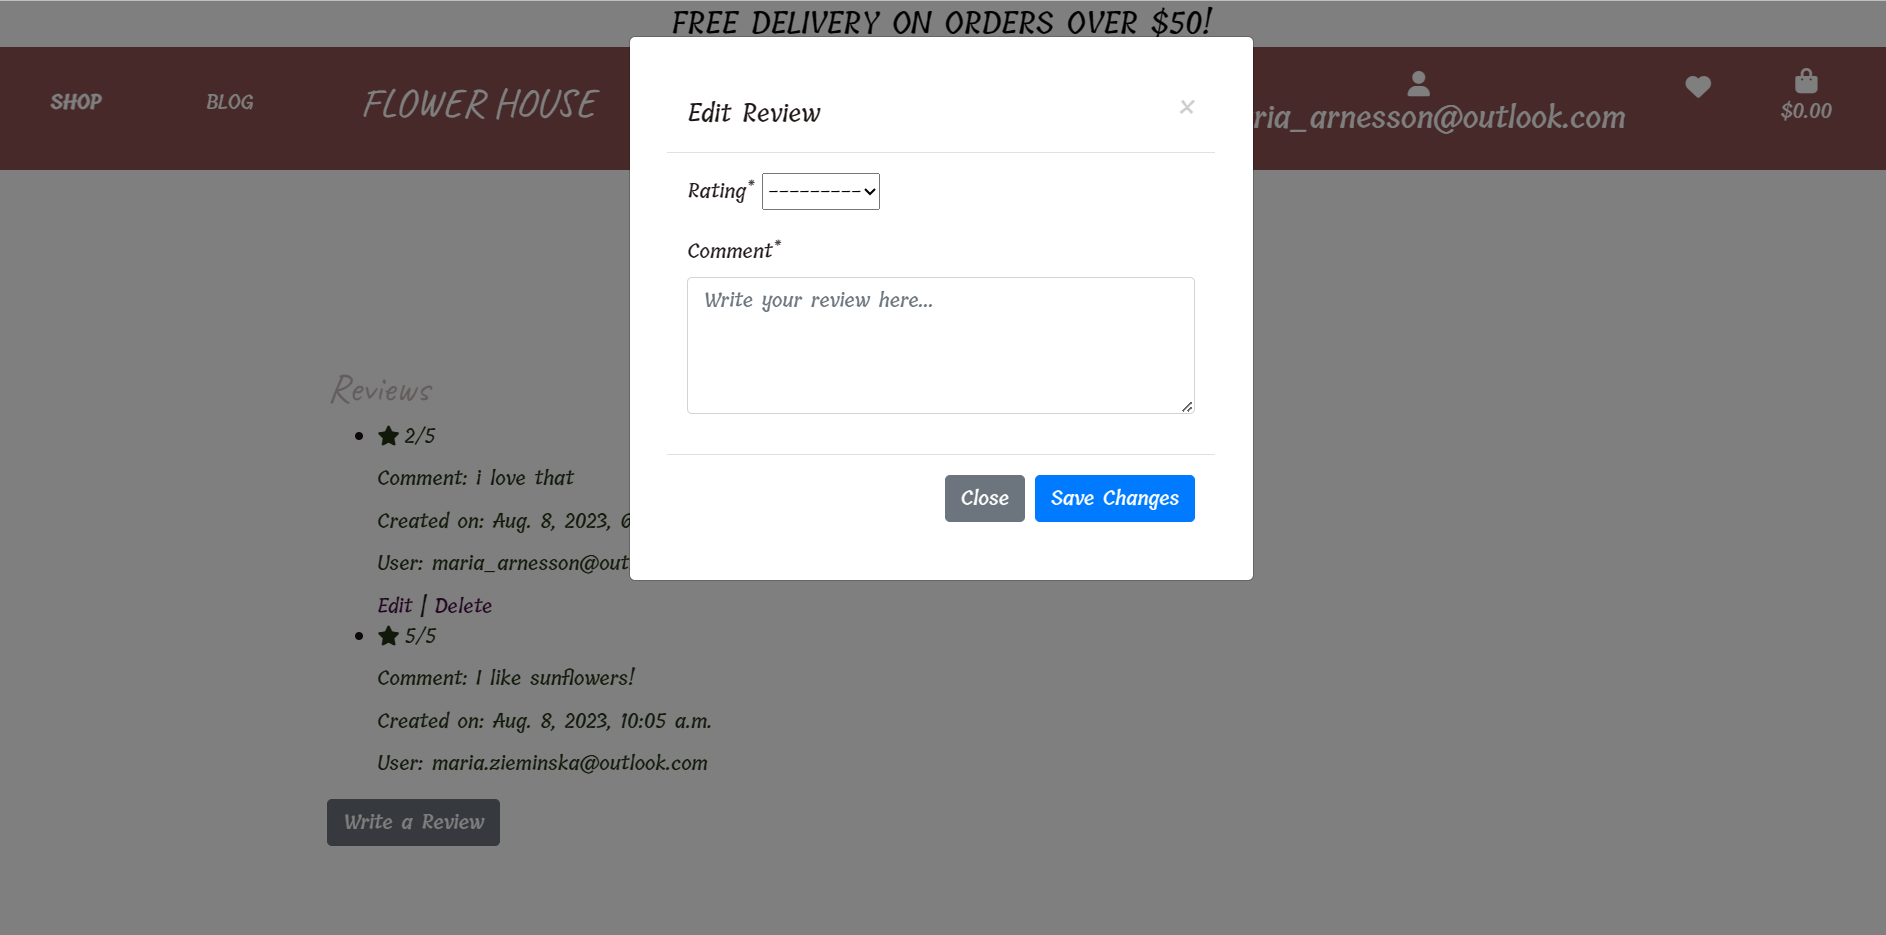 FREE DELIVERY ON ORDERS OVER $50!
SHOP
BLOG
FLOWER HOUSE
ria_arnesson@outlook.com
$0.00
Edit Review
×
Rating*
---------
Comment*
Write your review here...
Close
Save Changes
Reviews
2/5
Comment: i love that
Created on: Aug. 8, 2023, 6
User: maria_arnesson@out
Edit | Delete
5/5
Comment: I like sunflowers!
Created on: Aug. 8, 2023, 10:05 a.m.
User: maria.zieminska@outlook.com
Write a Review